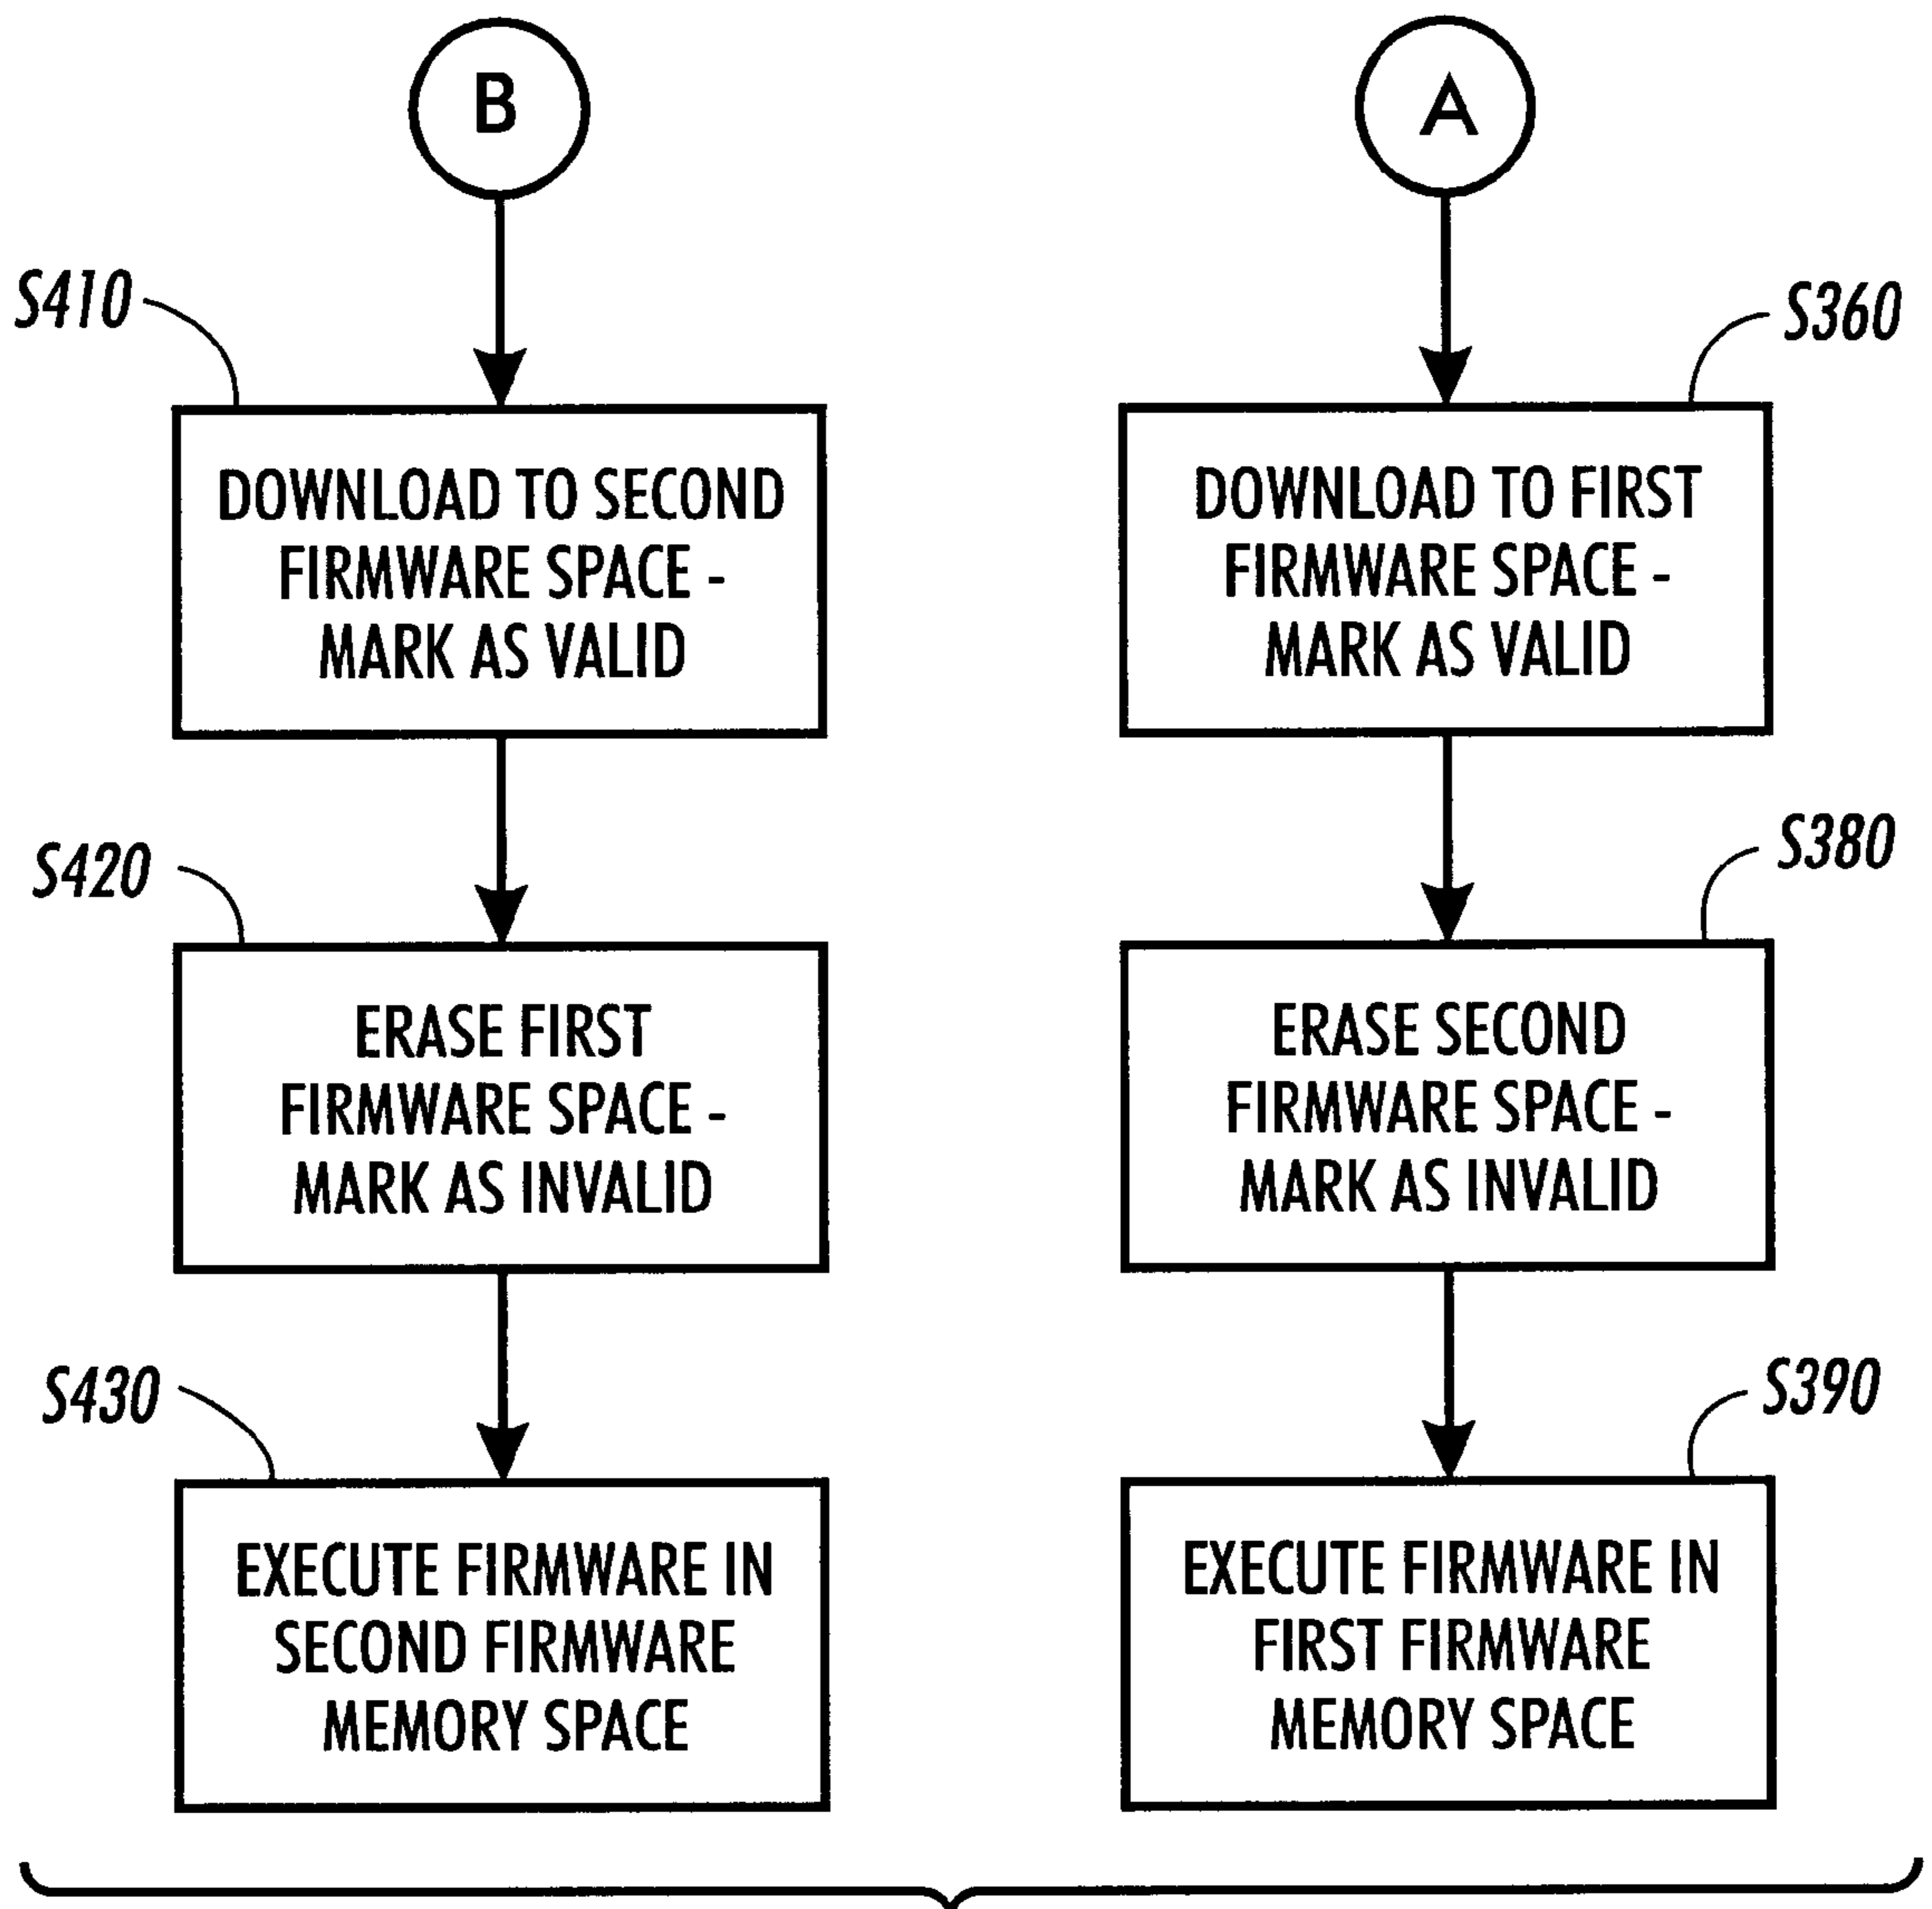 B
S410
DOWNLOAD TO SECOND
FIRMWARE SPACE -
MARK AS VALID
S420
ERASE FIRST
FIRMWARE SPACE -
MARK AS INVALID
S430
EXECUTE FIRMWARE IN
SECOND FIRMWARE
MEMORY SPACE
A
S360
DOWNLOAD TO FIRST
FIRMWARE SPACE -
MARK AS VALID
S380
ERASE SECOND
FIRMWARE SPACE -
MARK AS INVALID
S390
EXECUTE FIRMWARE IN
FIRST FIRMWARE
MEMORY SPACE